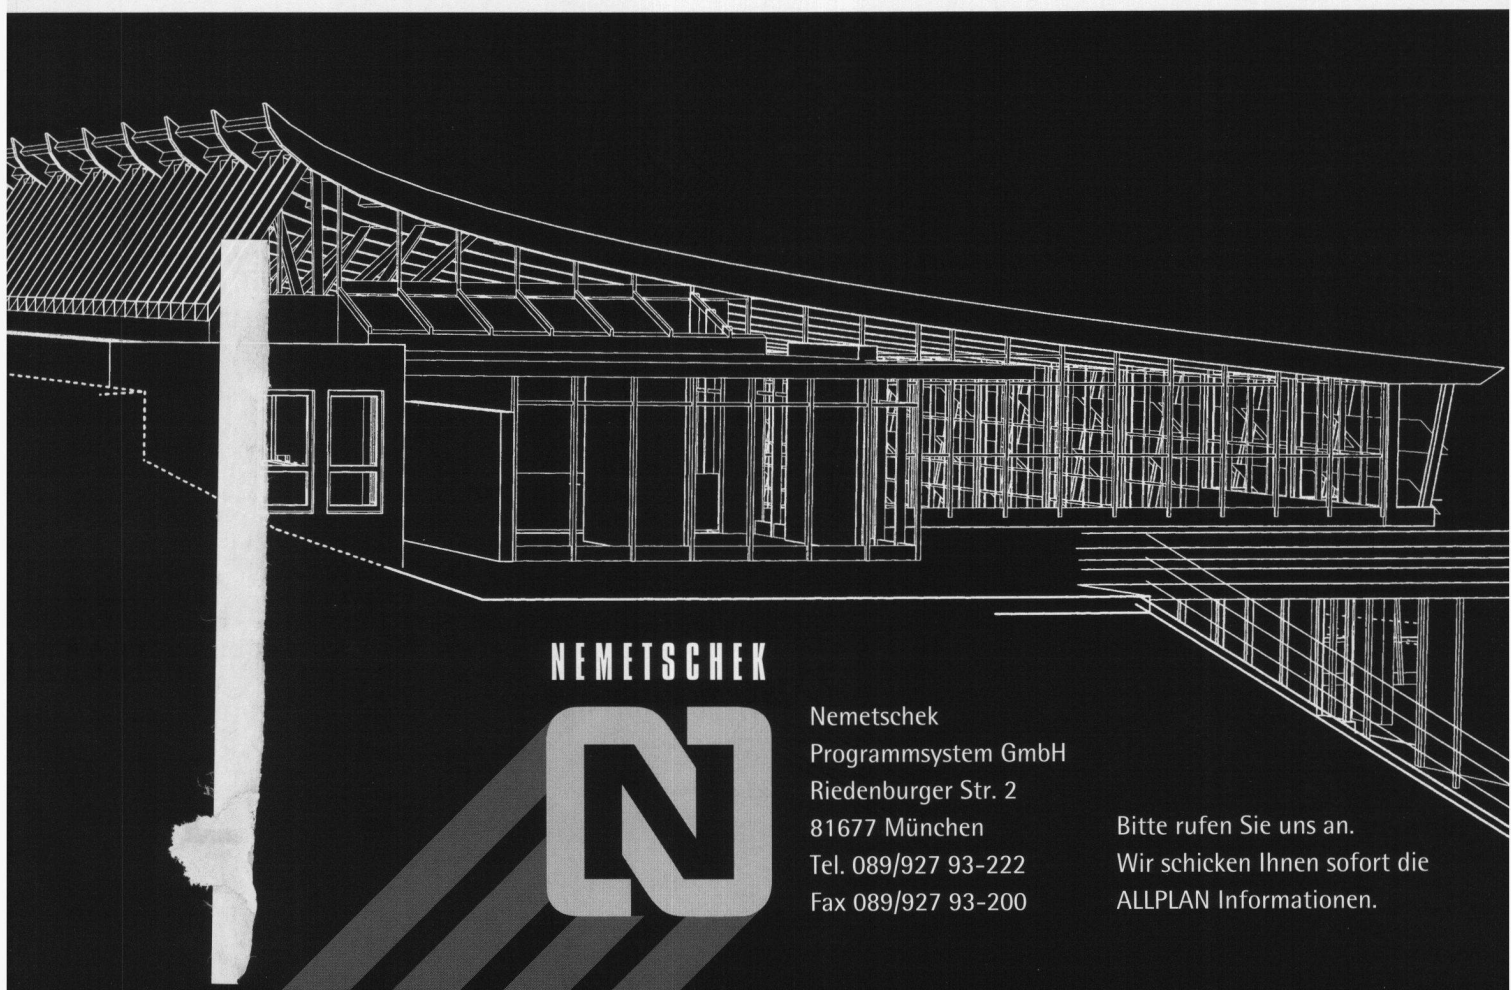 NEMETSCHEK
Nemetschek
Programmsystem GmbH
Riedenburger Str. 2
81677 München
Tel. 089/927 93-222
Fax 089/927 93-200
Bitte rufen Sie uns an.
Wir schicken Ihnen sofort die
ALLPLAN Informationen.